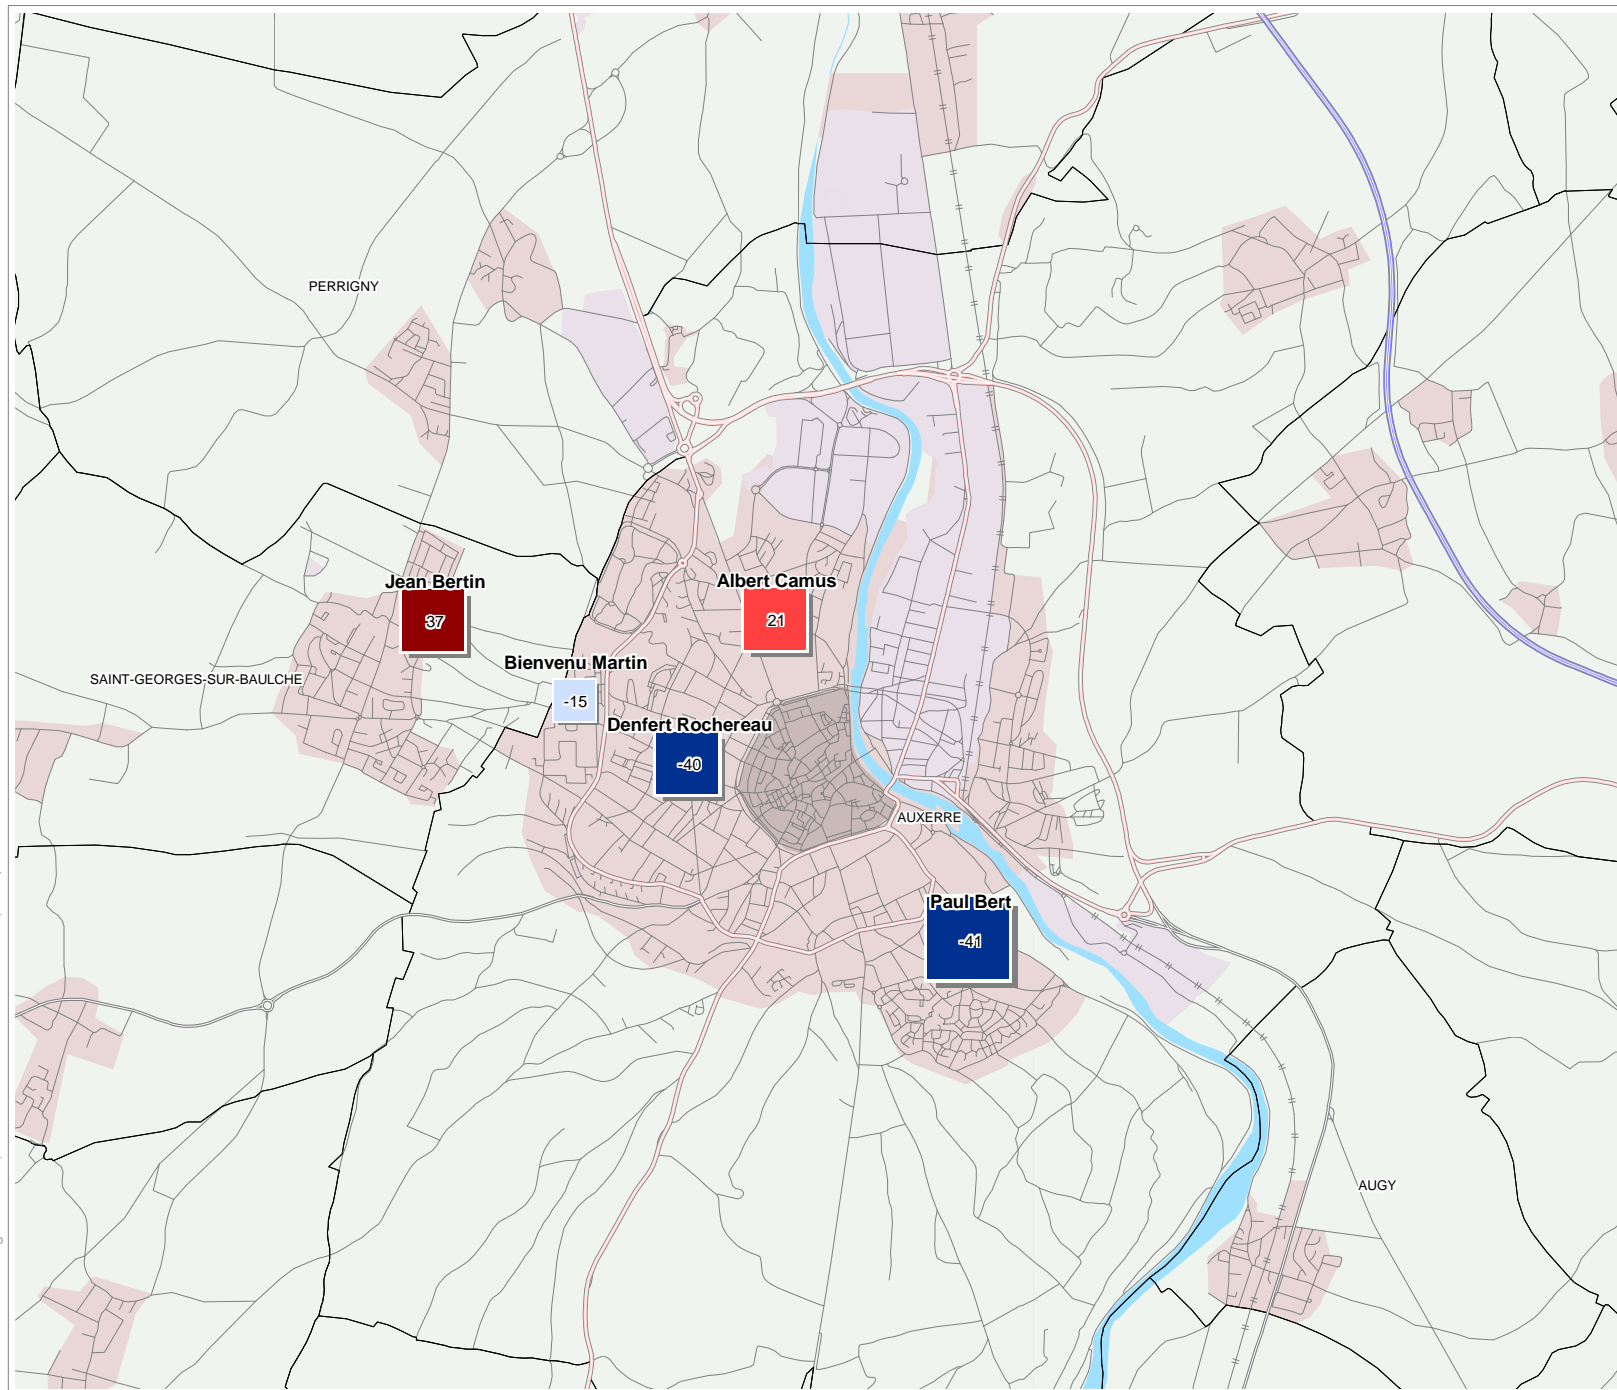 PERRIGNY
Jean Bertin
37
Albert Camus
21
Bienvenu Martin
-15
SAINT-GEORGES-SUR-BAULCHE
Denfert Rochereau
-40
AUXERRE
Paul Bert
-41
AUGY